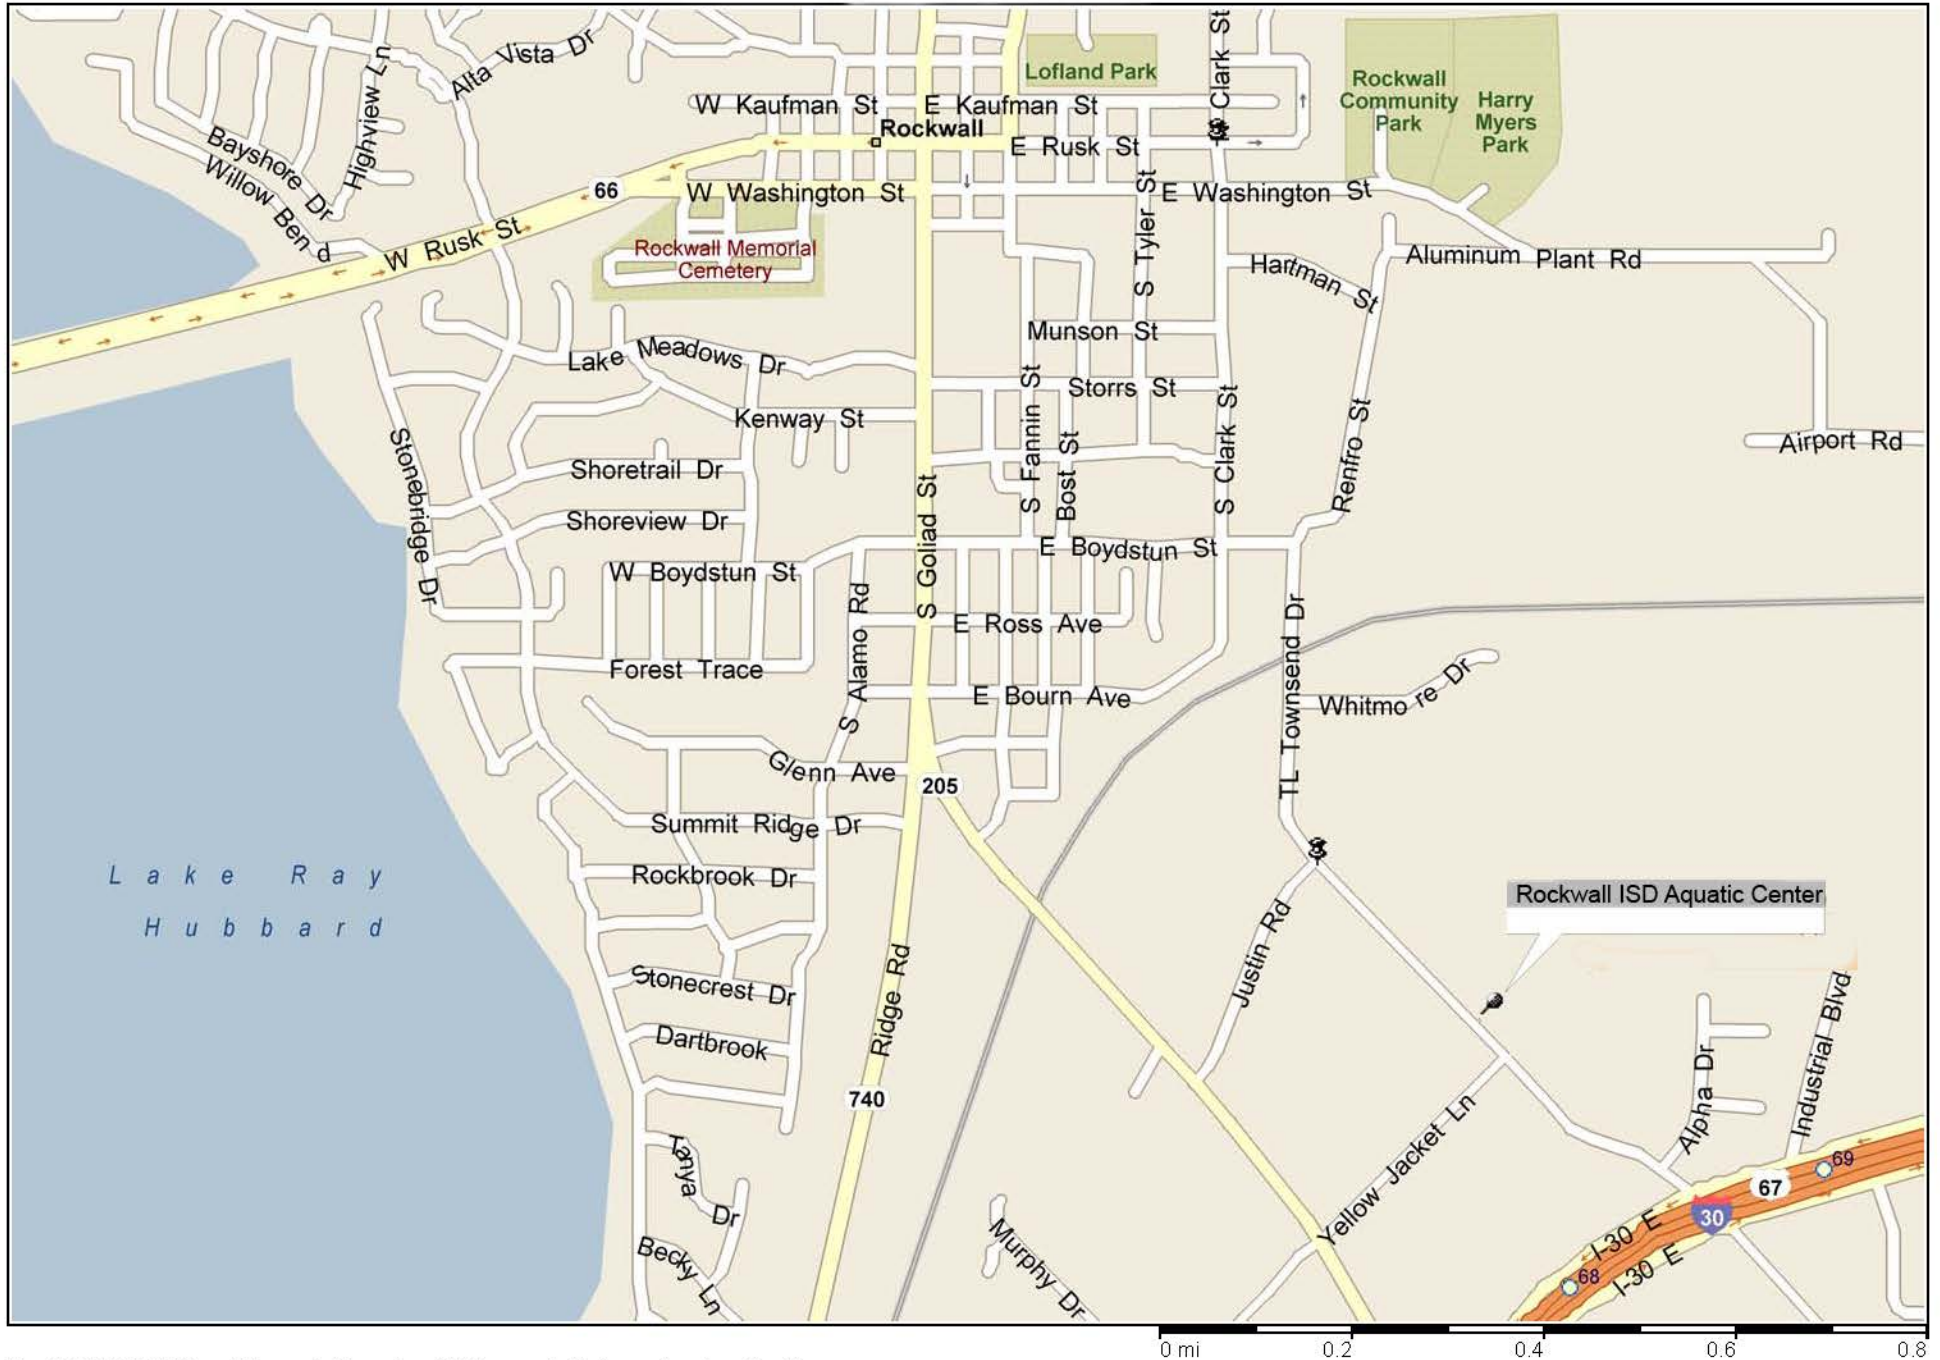 Alta Vista Dr
S Clark St
Lofland Park
Rockwall
Community
Park
Harry
Myers
Park
W Kaufman St
E Kaufman St
Highview Ln
Rockwall
E Rusk St
Bayshore Dr
Willow Ben d
66
W Washington St
E Washington St
W Rusk St
Rockwall Memorial
Cemetery
S Tyler St
Hartman St
Aluminum Plant Rd
Munson St
Lake Meadows Dr
Storrs St
Kenway St
S Fannin St
Bost St
S Clark St
Renfro St
Airport Rd
Stonebridge Dr
Shoretrail Dr
Shoreview Dr
S Goliad St
E Boydstun St
W Boydstun St
S Alamo Rd
E Ross Ave
TL Townsend Dr
Forest Trace
E Bourn Ave
Whitmo re Dr
Glenn Ave
205
Summit Ridge Dr
Lake Ray
Hubbard
Rockbrook Dr
Rockwall ISD Aquatic Center
Justin Rd
Stonecrest Dr
Ridge Rd
Dartbrook
740
Alpha Dr
Industrial Blvd
Yellow Jacket Ln
Tanya Dr
69
67
30
I-30 E
I-30 E
68
Becky Ln
Murphy Dr
0 mi 0.2 0.4 0.6 0.8